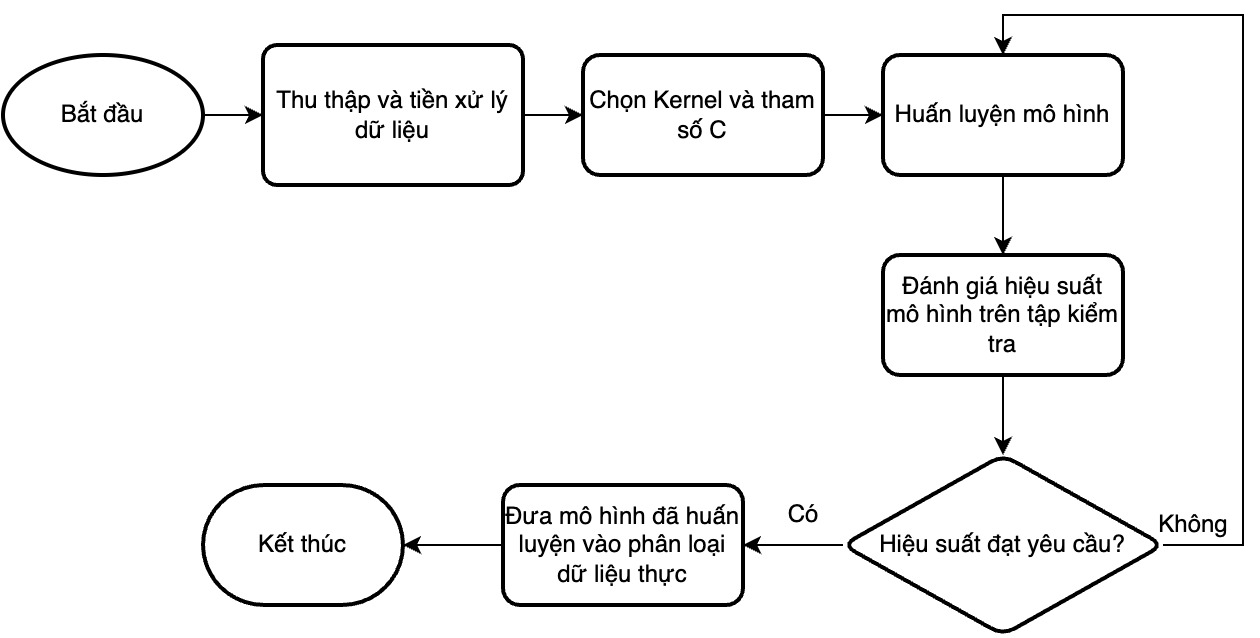 Bắt đầu
Thu thập và tiền xử lý
dữ liệu
Chọn Kernel và tham
số C
Huấn luyện mô hình
Đánh giá hiệu suất
mô hình trên tập kiểm
tra
Hiệu suất đạt yêu cầu?
Không
Có
Đưa mô hình đã huấn
luyện vào phân loại
dữ liệu thực
Kết thúc